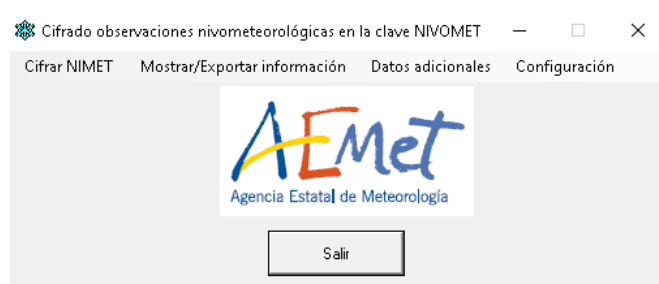 Cifrado observaciones nivometeorológicas en la clave NIVOMET
Cifrar NIMET Mostrar/Exportar información Datos adicionales Configuración
AEMet
Agencia Estatal de Meteorología
Salir